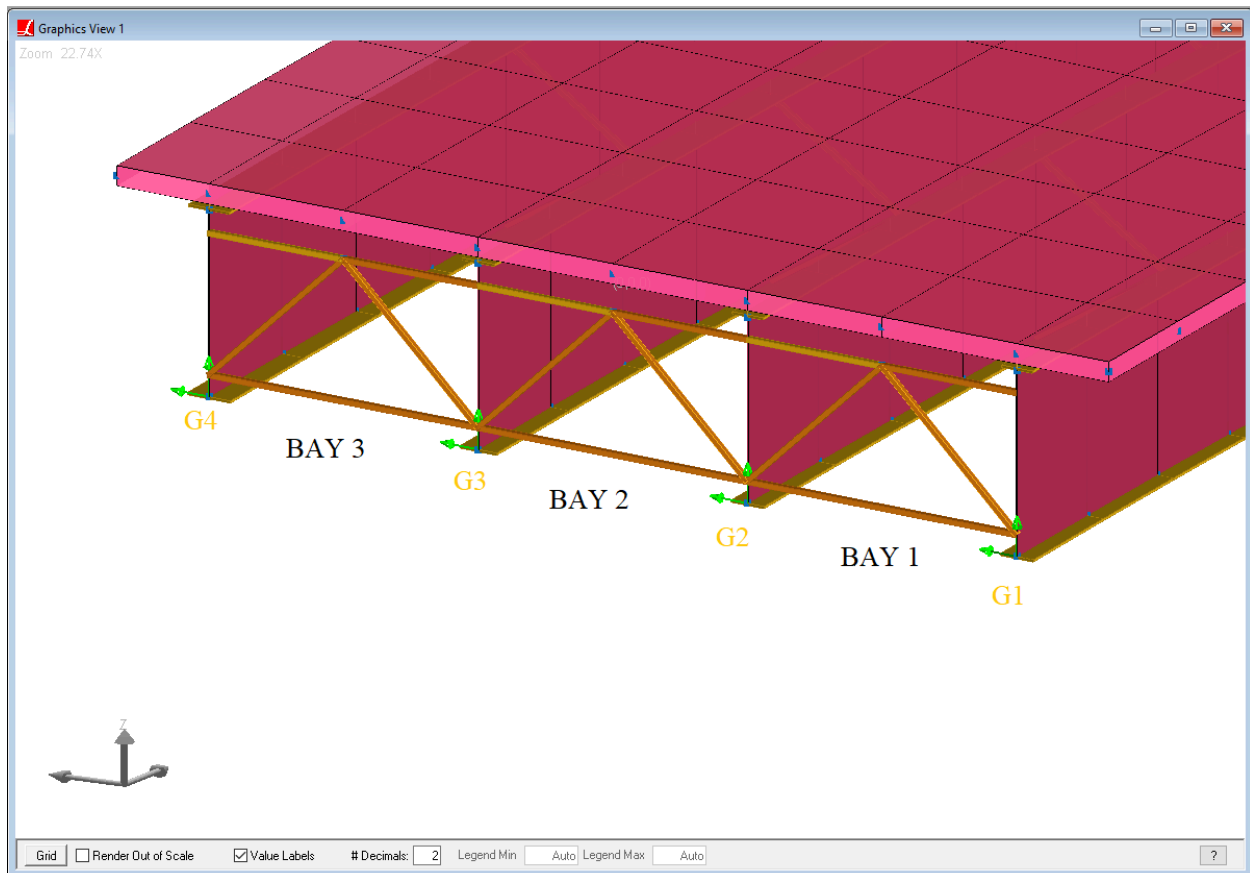 Graphics View 1
Zoom 22.74X
G4
BAY 3
G3
BAY 2
G2
BAY 1
G1
Z
Grid Render Out of Scale Value Labels # Decimals: 2 Legend Min Auto Legend Max Auto ?